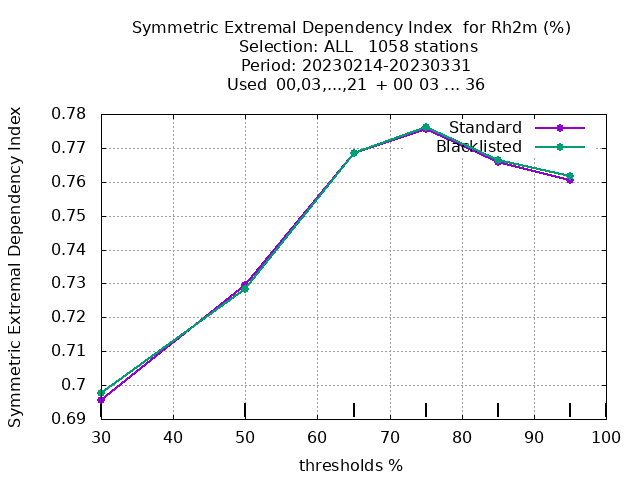 Symmetric Extremal Dependency Index  for Rh2m (%)
Selection: ALL   1058 stations
Period: 20230214-20230331
Used  00,03,...,21  + 00 03 ... 36
Symmetric Extremal Dependency Index
0.78
0.77
0.76
0.75
0.74
0.73
0.72
0.71
0.7
0.69
Standard
Blacklisted
30 40 50 60 70 80 90 100
thresholds %